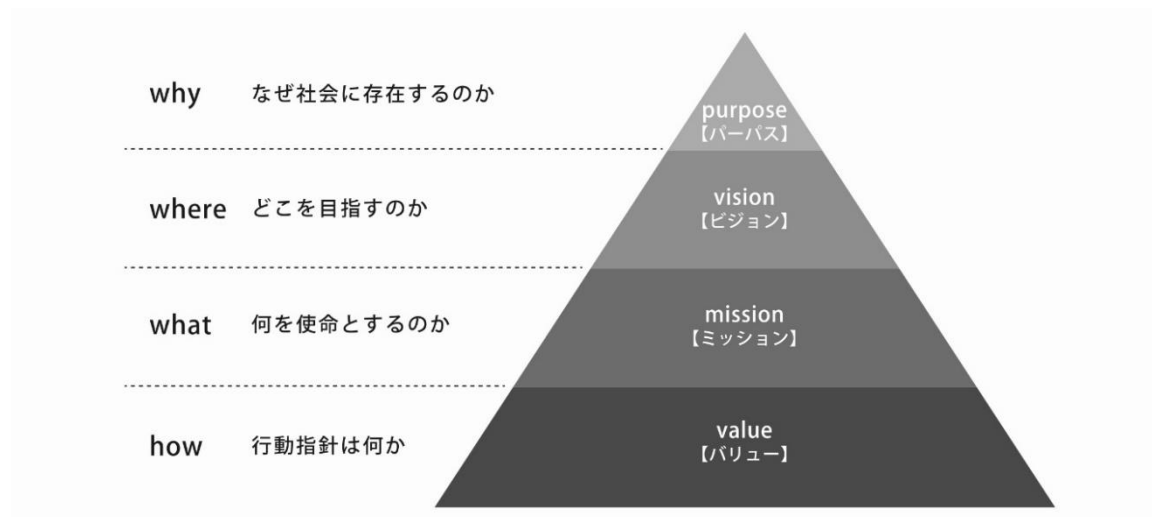 why なぜ社会に存在するのか
purpose
【パーパス】
where どこを目指すのか
vision
【ビジョン】
what 何を使命とするのか
mission
【ミッション】
how 行動指針は何か
value
【バリュー】